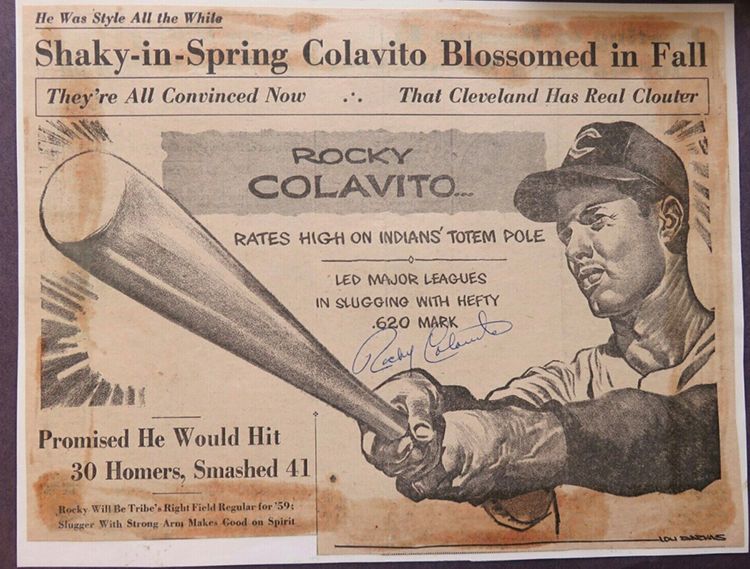 He Was Style All the While
Shaky-in-Spring Colavito Blossomed in Fall
They're All Convinced Now ∴ That Cleveland Has Real Clouter
C
ROCKY
COLAVITO...
RATES HIGH ON INDIANS' TOTEM POLE
LED MAJOR LEAGUES
IN SLUGGING WITH HEFTY
.620 MARK
Rocky Colavito
Promised He Would Hit
30 Homers, Smashed 41
Rocky Will Be Tribe's Right Field Regular for '59;
Slugger With Strong Arm Makes Good on Spirit
LOU